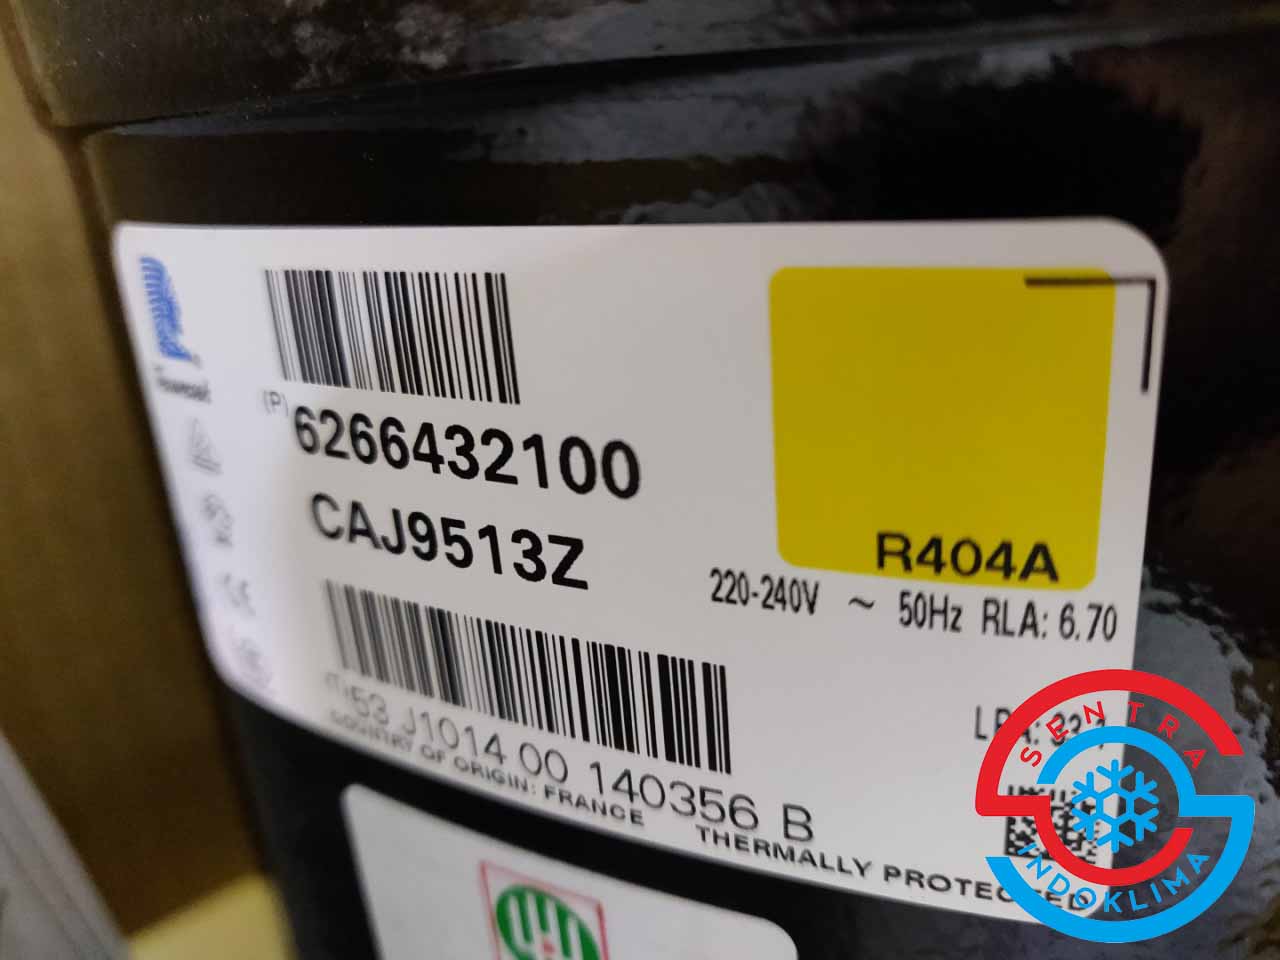 Tecumseh
(P) 6266432100
CAJ9513Z
R404A
220-240V ~ 50Hz RLA: 6.70
53 J1014 00 140356 B
COUNTRY OF ORIGIN: FRANCE
THERMALLY PROTECTED
SENTRA
INDOKLIMA